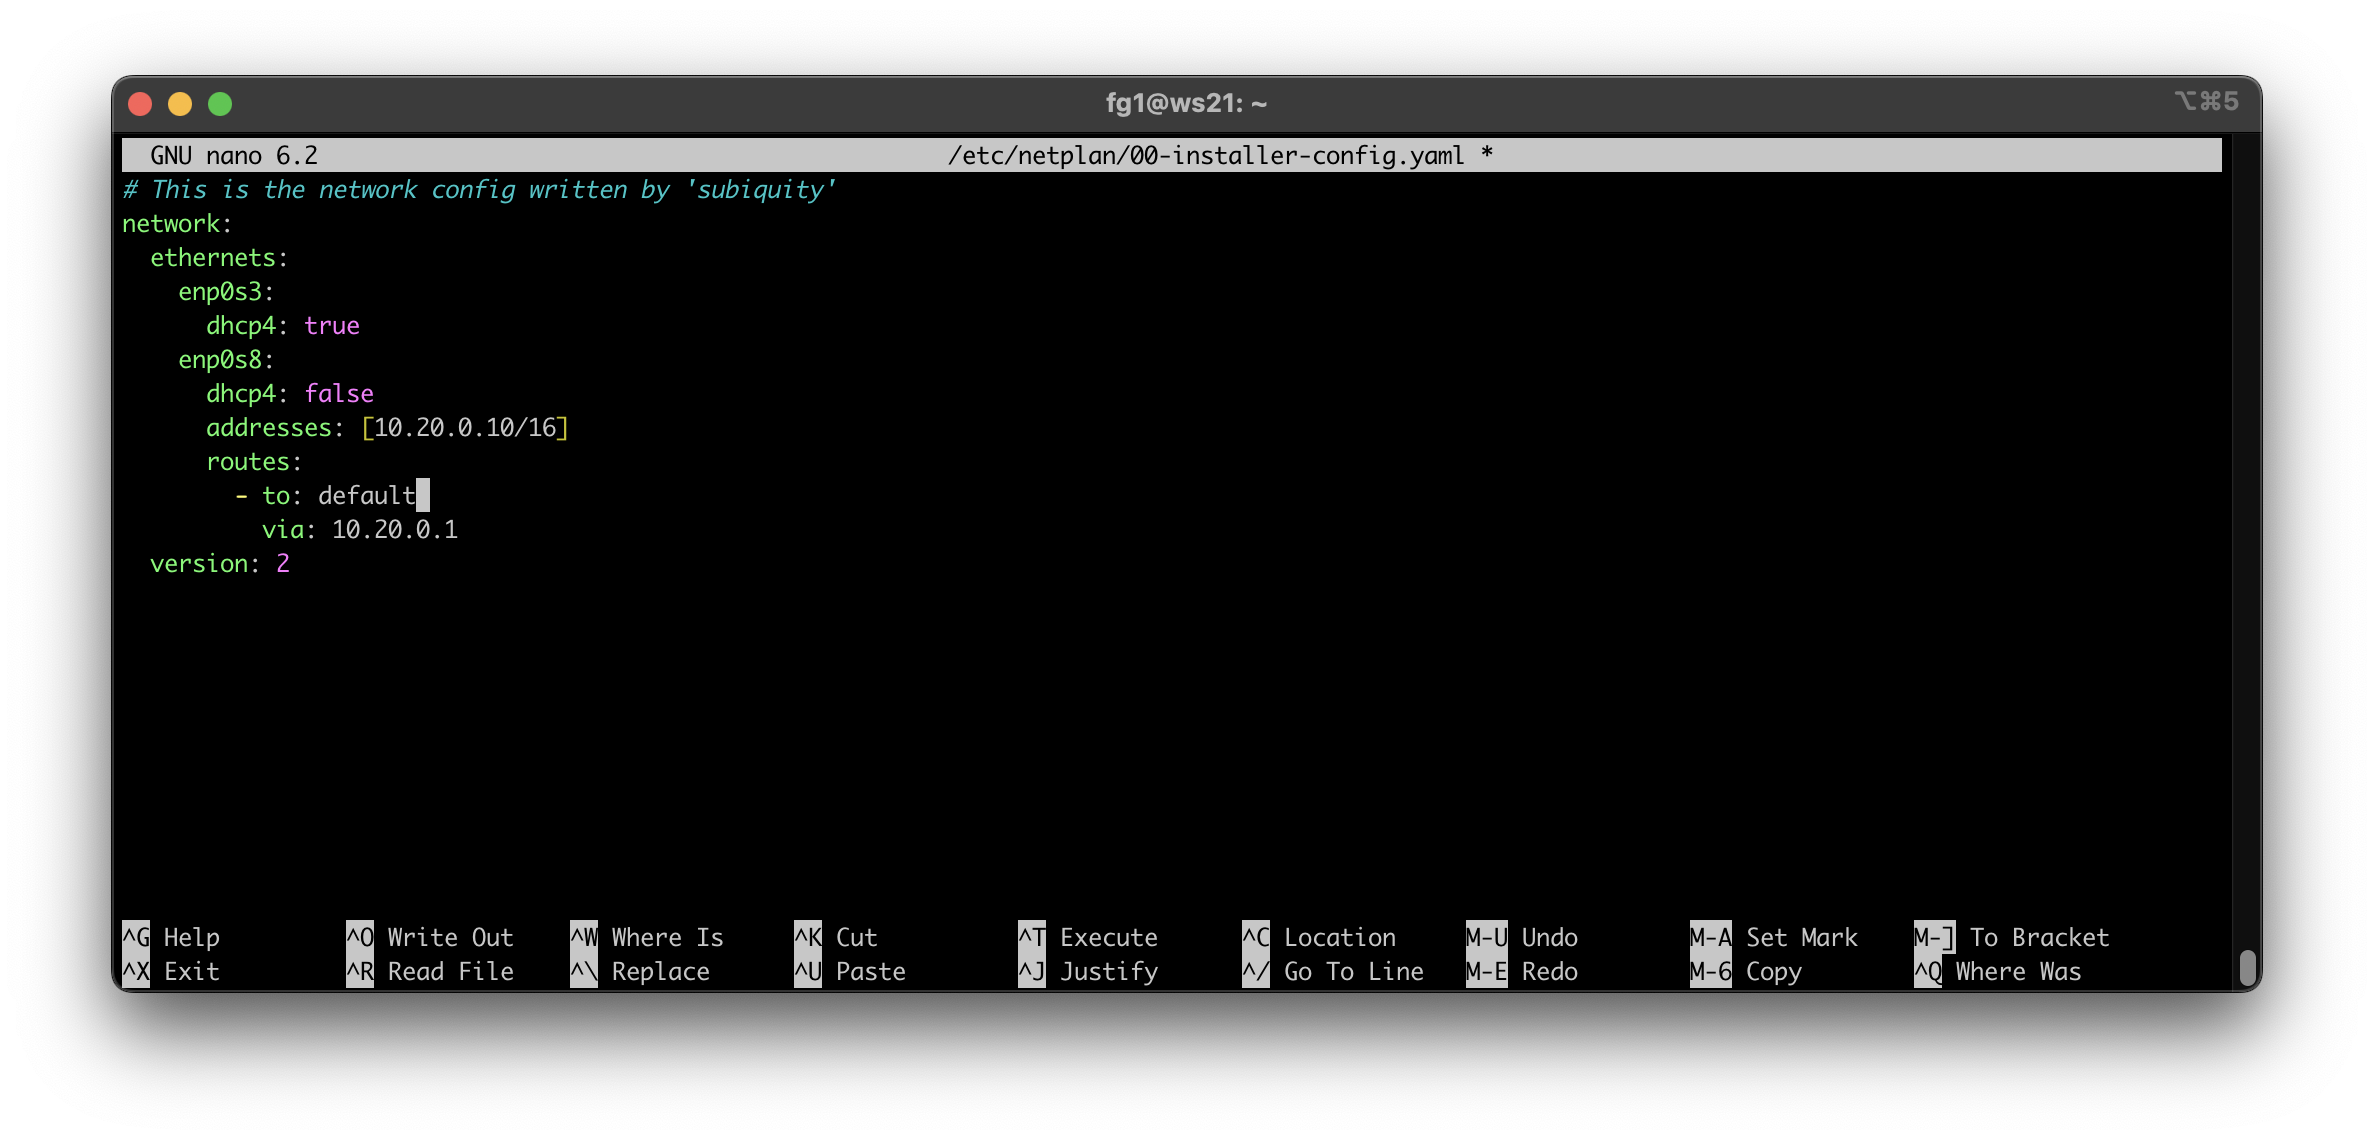 fg1@ws21: ~ ⌥⌘5
GNU nano 6.2 /etc/netplan/00-installer-config.yaml *
# This is the network config written by 'subiquity'
network:
  ethernets:
    enp0s3:
      dhcp4: true
    enp0s8:
      dhcp4: false
      addresses: [10.20.0.10/16]
      routes:
        - to: default
          via: 10.20.0.1
  version: 2
^G Help ^O Write Out ^W Where Is ^K Cut ^T Execute ^C Location M-U Undo M-A Set Mark M-] To Bracket
^X Exit ^R Read File ^\ Replace ^U Paste ^J Justify ^/ Go To Line M-E Redo M-6 Copy ^Q Where Was